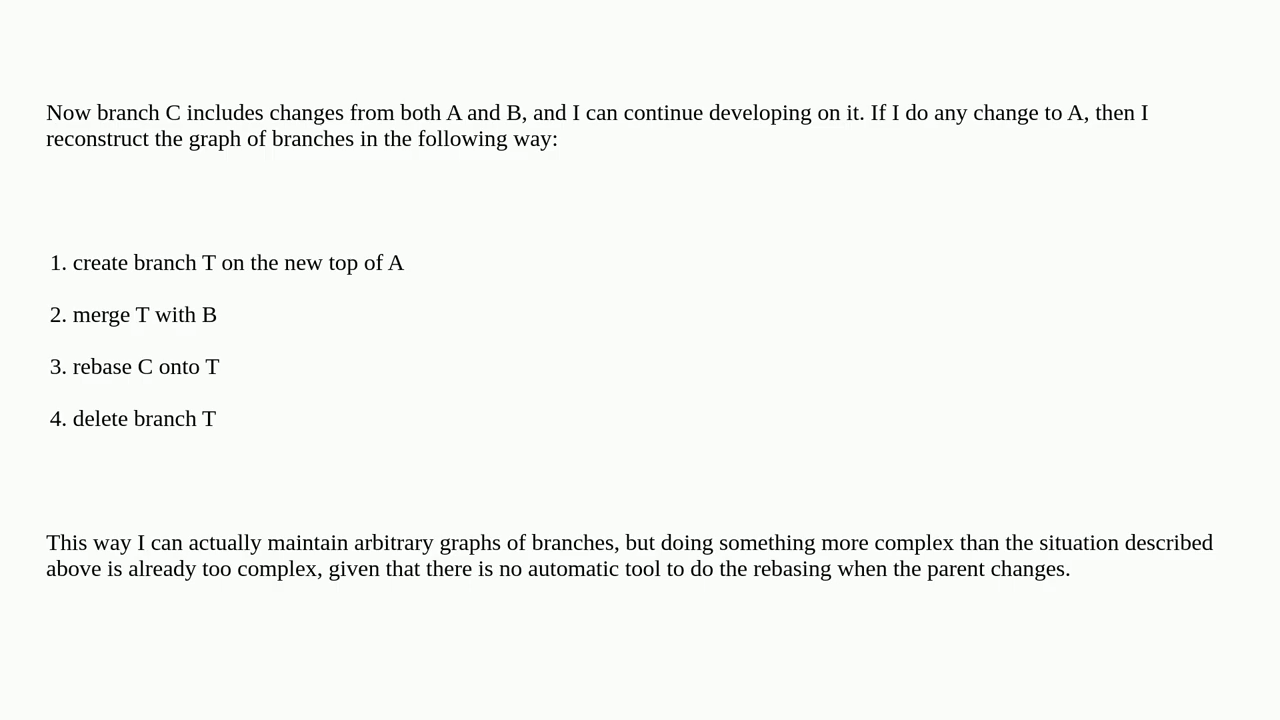 Now branch C includes changes from both A and B, and I can continue developing on it. If I do any change to A, then I
reconstruct the graph of branches in the following way:
1. create branch T on the new top of A
2. merge T with B
3. rebase C onto T
4. delete branch T
This way I can actually maintain arbitrary graphs of branches, but doing something more complex than the situation described
above is already too complex, given that there is no automatic tool to do the rebasing when the parent changes.